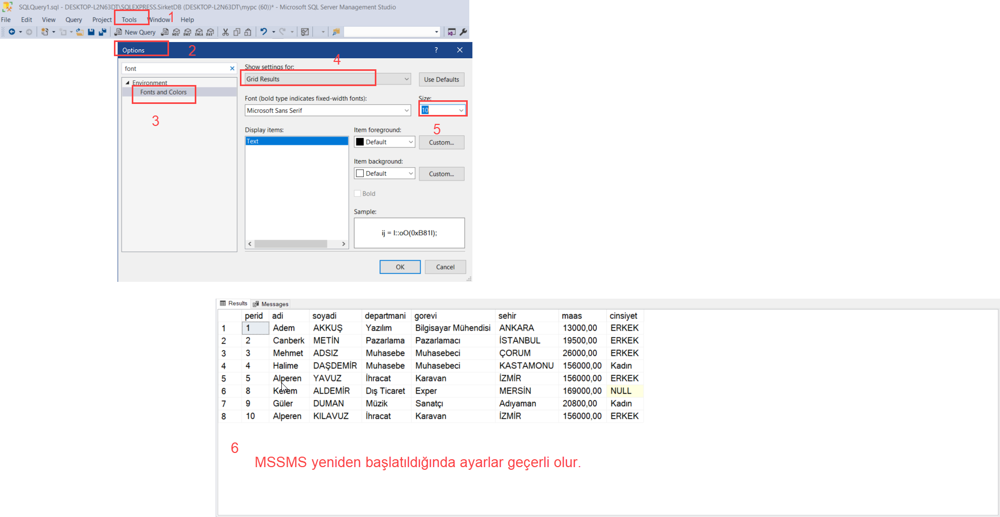 SQLQuery1.sql - DESKTOP-L2N63DT\SQLEXPRESS.SirketDB (DESKTOP-L2N63DT\mypc (60))* - Microsoft SQL Server Management Studio
File Edit View Query Project Tools Window Help
1
New Query MDX DMX XMLA DAX
Options ?
2
4
font
Show settings for:
Environment
Grid Results Use Defaults
Fonts and Colors
Font (bold type indicates fixed-width fonts): Size:
Microsoft Sans Serif 10
3
5
Display items: Item foreground:
Text Default Custom...
Item background:
Default Custom...
Bold
Sample:
ij = I::oO(0xB81l);
OK Cancel
Results Messages
perid adi soyadi departmani gorevi sehir maas cinsiyet
1 1 Adem AKKUŞ Yazılım Bilgisayar Mühendisi ANKARA 13000,00 ERKEK
2 2 Canberk METİN Pazarlama Pazarlamacı İSTANBUL 19500,00 ERKEK
3 3 Mehmet ADSIZ Muhasebe Muhasebeci ÇORUM 26000,00 ERKEK
4 4 Halime DAŞDEMİR Muhasebe Muhasebeci KASTAMONU 156000,00 Kadın
5 5 Alperen YAVUZ İhracat Karavan İZMİR 156000,00 ERKEK
6 8 Kerem ALDEMİR Dış Ticaret Exper MERSİN 169000,00 NULL
7 9 Güler DUMAN Müzik Sanatçı Adıyaman 20800,00 Kadın
8 10 Alperen KILAVUZ İhracat Karavan İZMİR 156000,00 ERKEK
6
MSSMS yeniden başlatıldığında ayarlar geçerli olur.